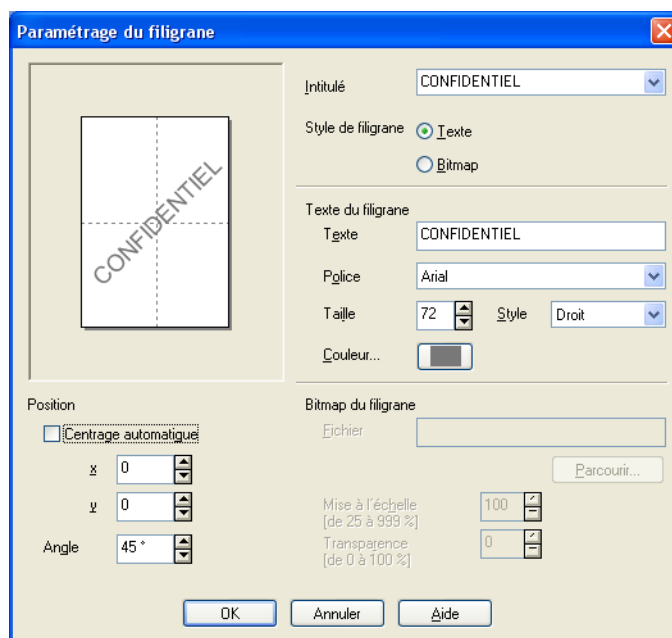 Paramétrage du filigrane
CONFIDENTIEL
Intitulé
CONFIDENTIEL
Style de filigrane
Texte
Bitmap
Texte du filigrane
Texte
CONFIDENTIEL
Police
Arial
Taille
72
Style
Droit
Couleur...
Position
Centrage automatique
x
0
y
0
Angle
45 °
Bitmap du filigrane
Fichier
Parcourir...
Mise à l'échelle
[de 25 à 999 %]
100
Transparence
[de 0 à 100 %]
0
OK
Annuler
Aide